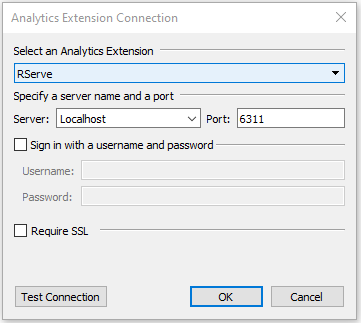 Analytics Extension Connection
Select an Analytics Extension
RServe
Specify a server name and a port
Server: Localhost Port: 6311
Sign in with a username and password
Username:
Password:
Require SSL
Test Connection OK Cancel